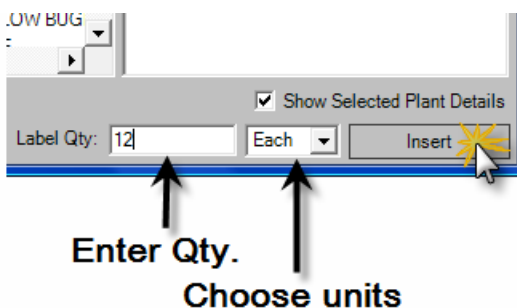 LOW BUG
Show Selected Plant Details
Label Qty: 12 Each Insert
Enter Qty.
Choose units